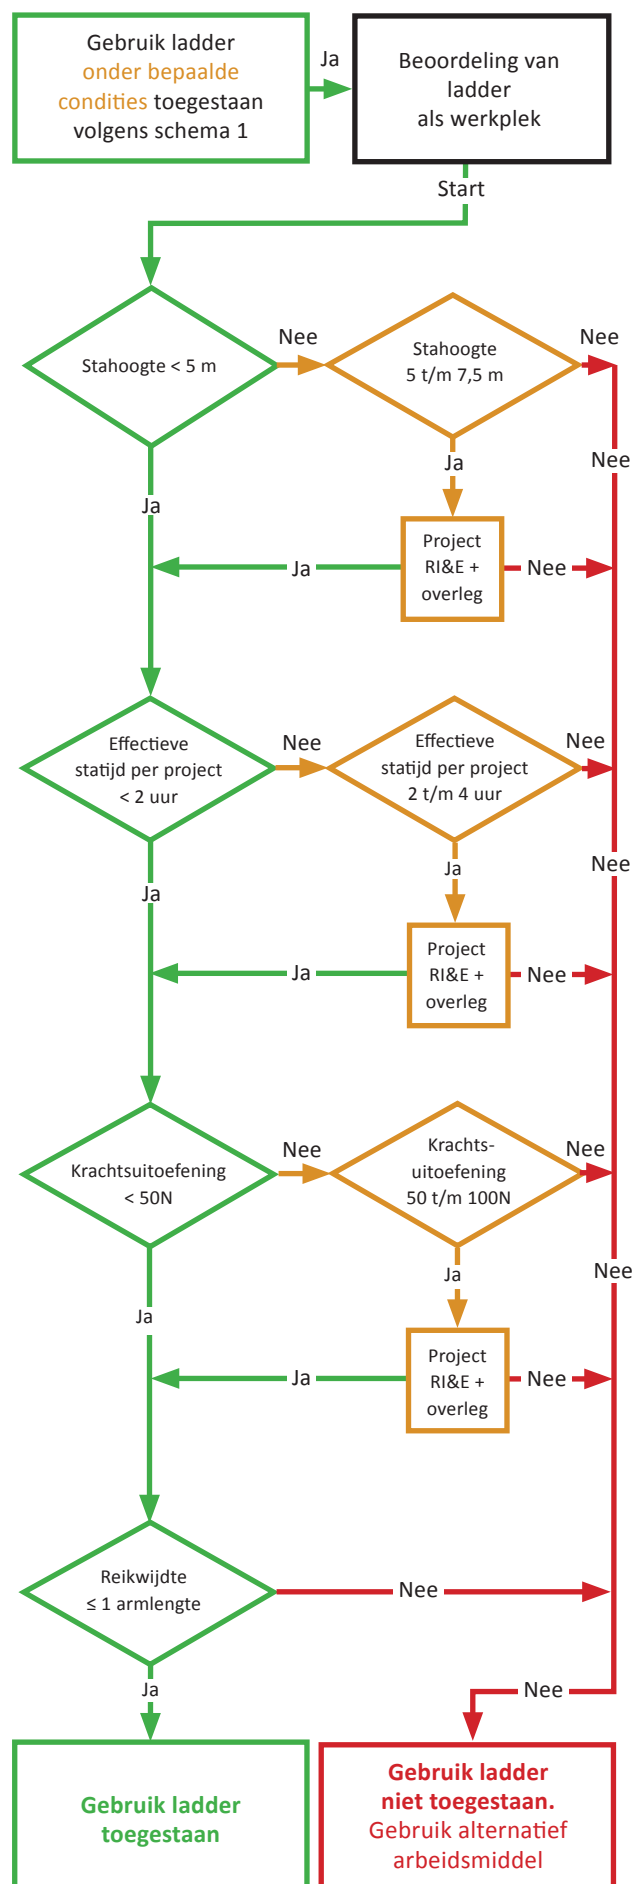 Gebruik ladder
onder bepaalde
condities toegestaan
volgens schema 1
Ja
Beoordeling van
ladder
als werkplek
Start
Stahoogte < 5 m
Nee
Stahoogte
5 t/m 7,5 m
Nee
Nee
Ja
Ja
Project
RI&E +
overleg
Ja
Nee
Effectieve
statijd per project
< 2 uur
Nee
Effectieve
statijd per project
2 t/m 4 uur
Nee
Nee
Ja
Ja
Project
RI&E +
overleg
Ja
Nee
Krachtsuitoefening
< 50N
Nee
Krachts-
uitoefening
50 t/m 100N
Nee
Nee
Ja
Ja
Project
RI&E +
overleg
Ja
Nee
Reikwijdte
≤ 1 armlengte
Nee
Ja
Nee
Gebruik ladder
toegestaan
Gebruik ladder
niet toegestaan.
Gebruik alternatief
arbeidsmiddel